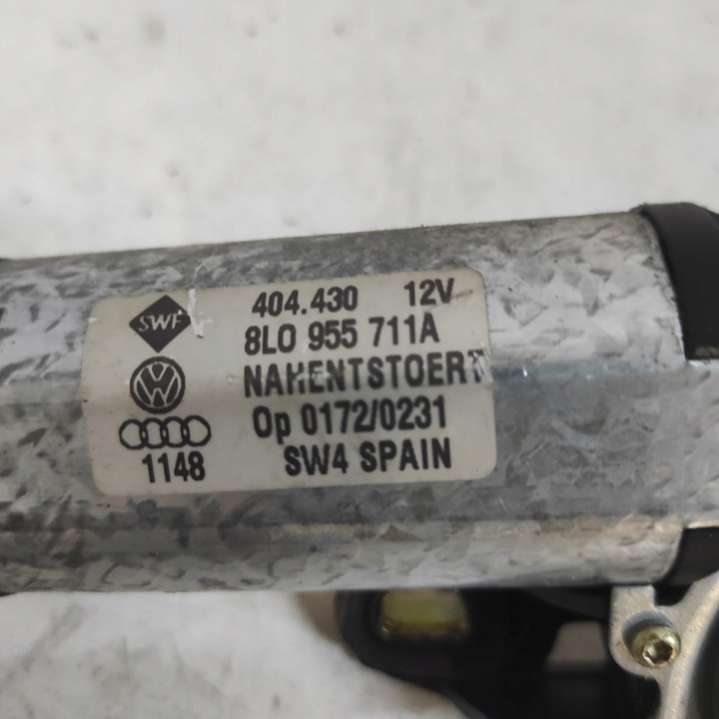 SWF 404.430 12V
8L0 955 711A
NAHENTSTOERT
Op 0172/0231
1148 SW4 SPAIN